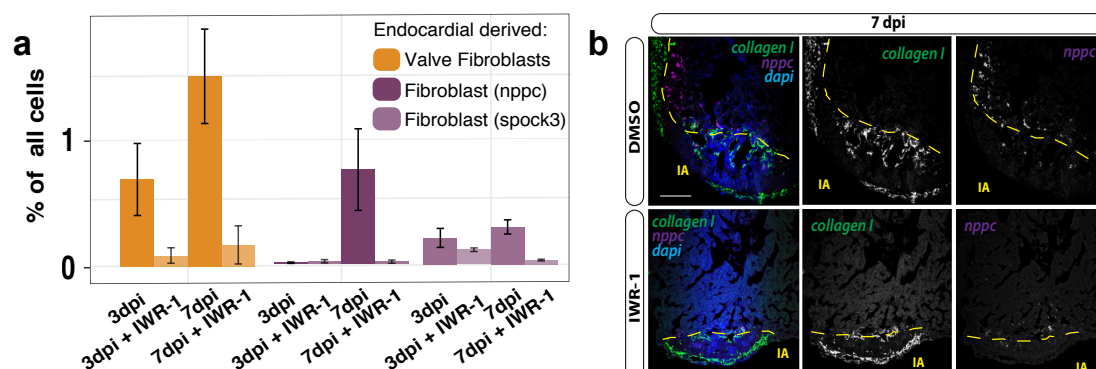 a
Endocardial derived:
Valve Fibroblasts
Fibroblast (nppc)
Fibroblast (spock3)
% of all cells
1
0
3dpi
3dpi + IWR-1
7dpi
7dpi + IWR-1
3dpi
3dpi + IWR-1
7dpi
7dpi + IWR-1
3dpi
3dpi + IWR-1
7dpi
7dpi + IWR-1
b
7 dpi
DMSO
collagen I
nppc
dapi
IA
collagen I
IA
nppc
IA
IWR-1
collagen I
nppc
dapi
IA
collagen I
IA
nppc
IA